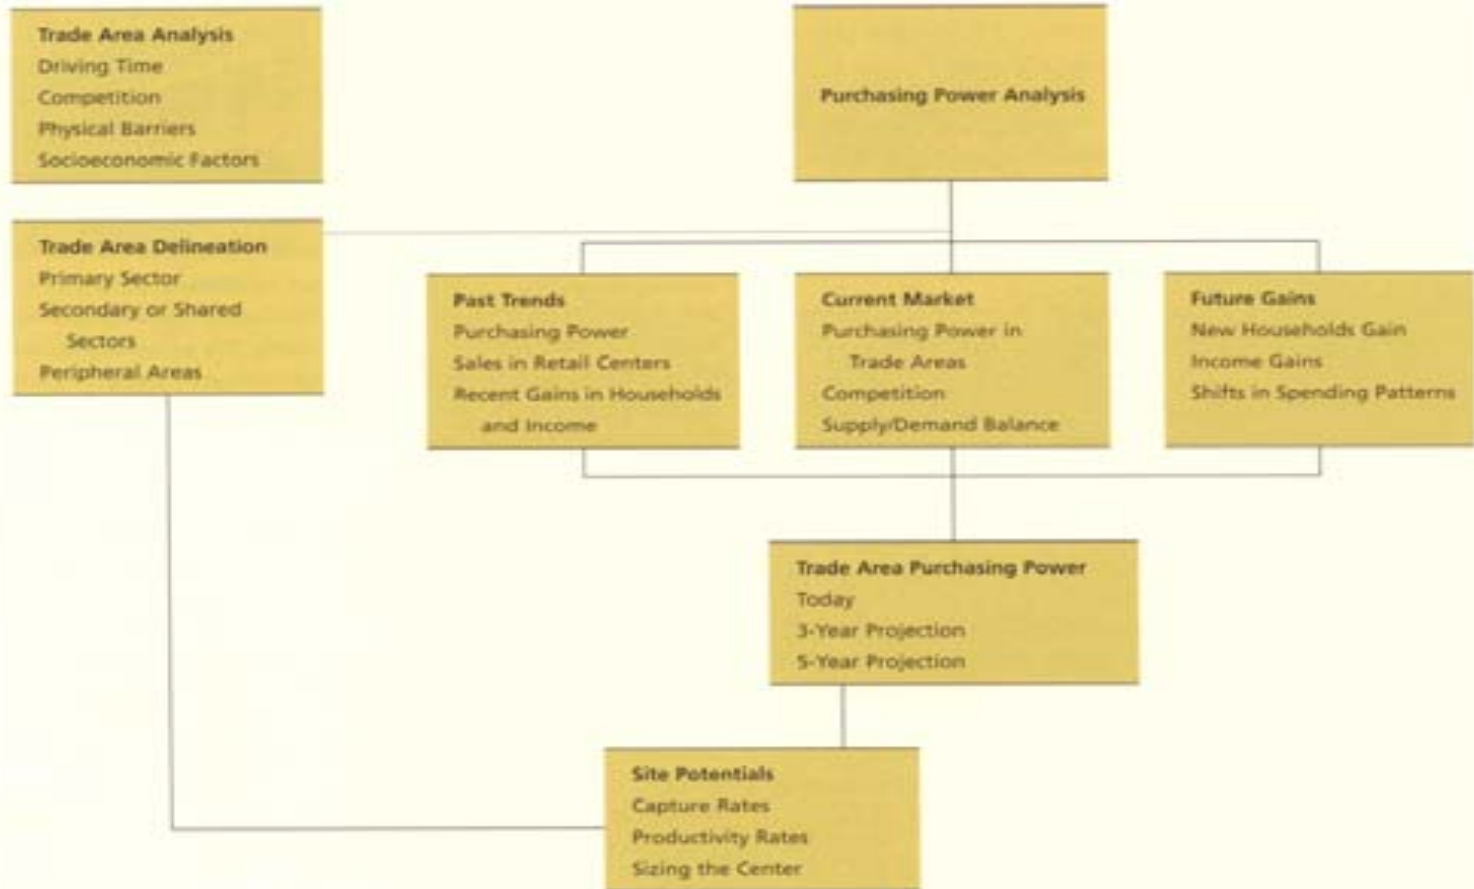 Trade Area Analysis
Driving Time
Competition
Physical Barriers
Socioeconomic Factors
Purchasing Power Analysis
Trade Area Delineation
Primary Sector
Secondary or Shared
Sectors
Peripheral Areas
Past Trends
Purchasing Power
Sales in Retail Centers
Recent Gains in Households
and Income
Current Market
Purchasing Power in
Trade Areas
Competition
Supply/Demand Balance
Future Gains
New Households Gain
Income Gains
Shifts in Spending Patterns
Trade Area Purchasing Power
Today
3-Year Projection
5-Year Projection
Site Potentials
Capture Rates
Productivity Rates
Sizing the Center